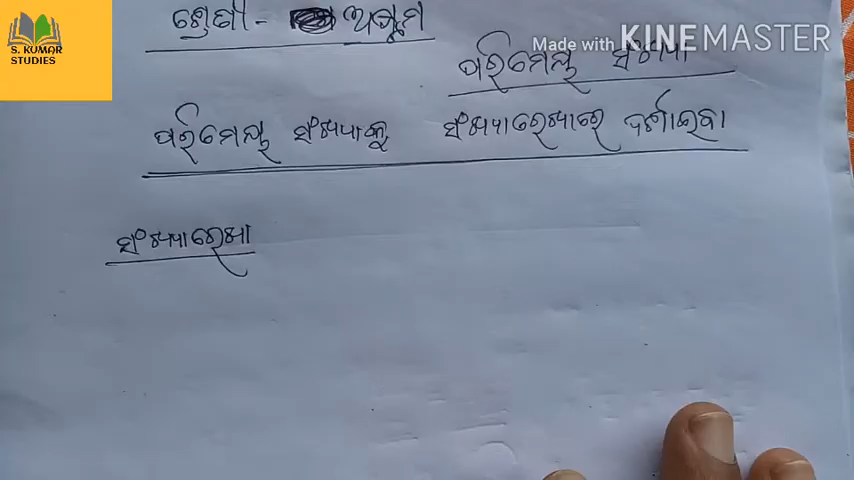 ଶ୍ରେଣୀ- ଅଷ୍ଟମ
S. KUMAR
STUDIES
Made with KINEMASTER
ପରିମେୟ ସଂଖ୍ୟା
ପରିମେୟ ସଂଖ୍ୟାକୁ ସଂଖ୍ୟାରେଖାରେ ଦର୍ଶାଇବା
ସଂଖ୍ୟାରେଖା